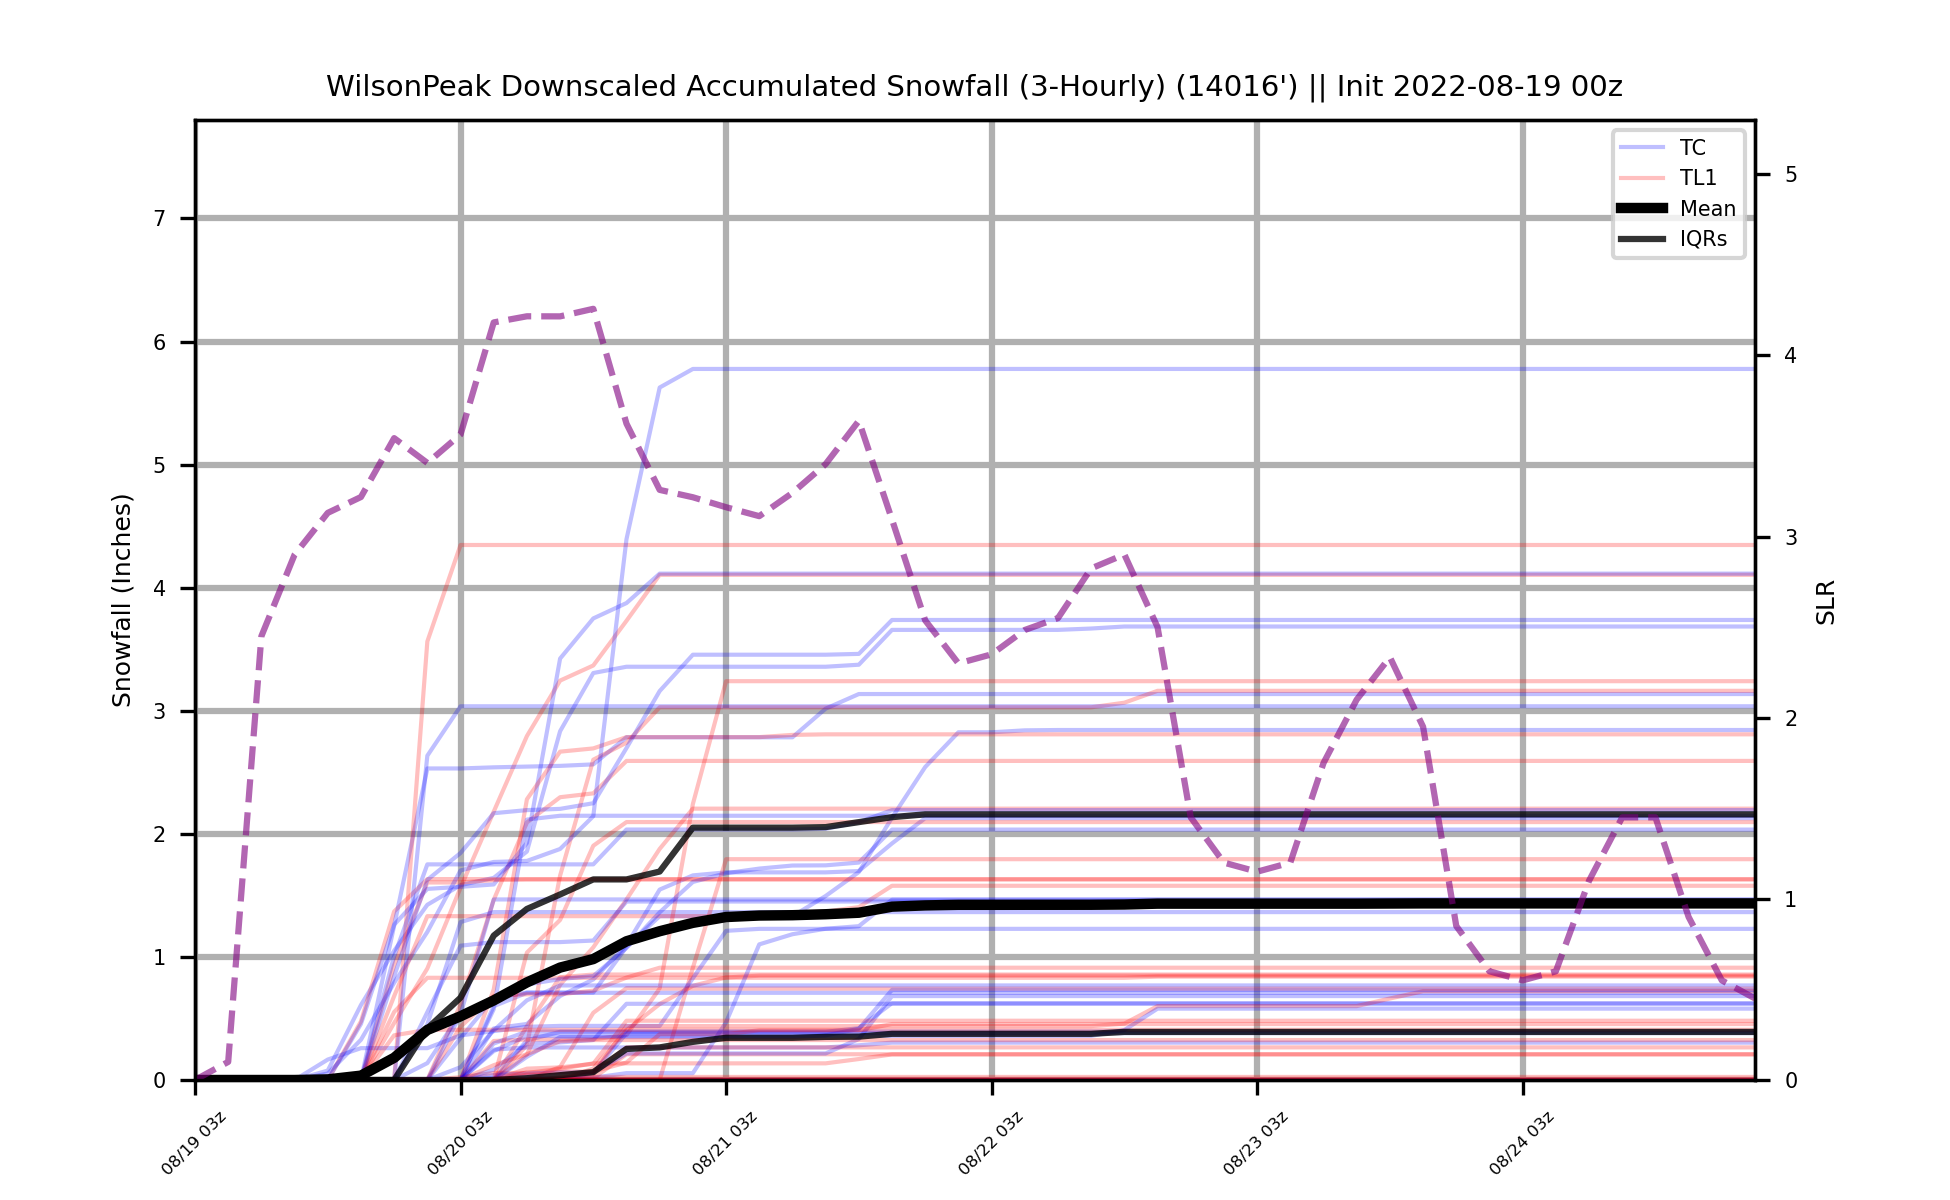 WilsonPeak Downscaled Accumulated Snowfall (3-Hourly) (14016') || Init 2022-08-19 00z
TC
TL1
Mean
IQRs
7
6
5
4
3
2
1
0
Snowfall (Inches)
5
4
3
2
1
0
SLR
08/19 03z
08/20 03z
08/21 03z
08/22 03z
08/23 03z
08/24 03z